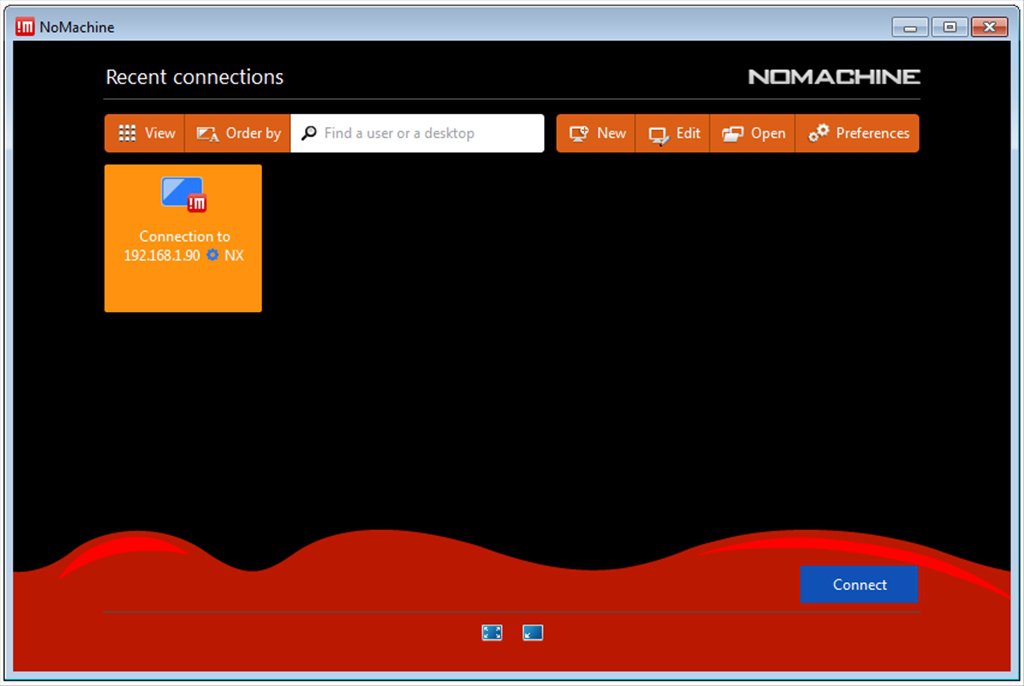 !m NoMachine
Recent connections
NOMACHINE
View
Order by
Find a user or a desktop
New
Edit
Open
Preferences
!m
Connection to
192.168.1.90 NX
Connect